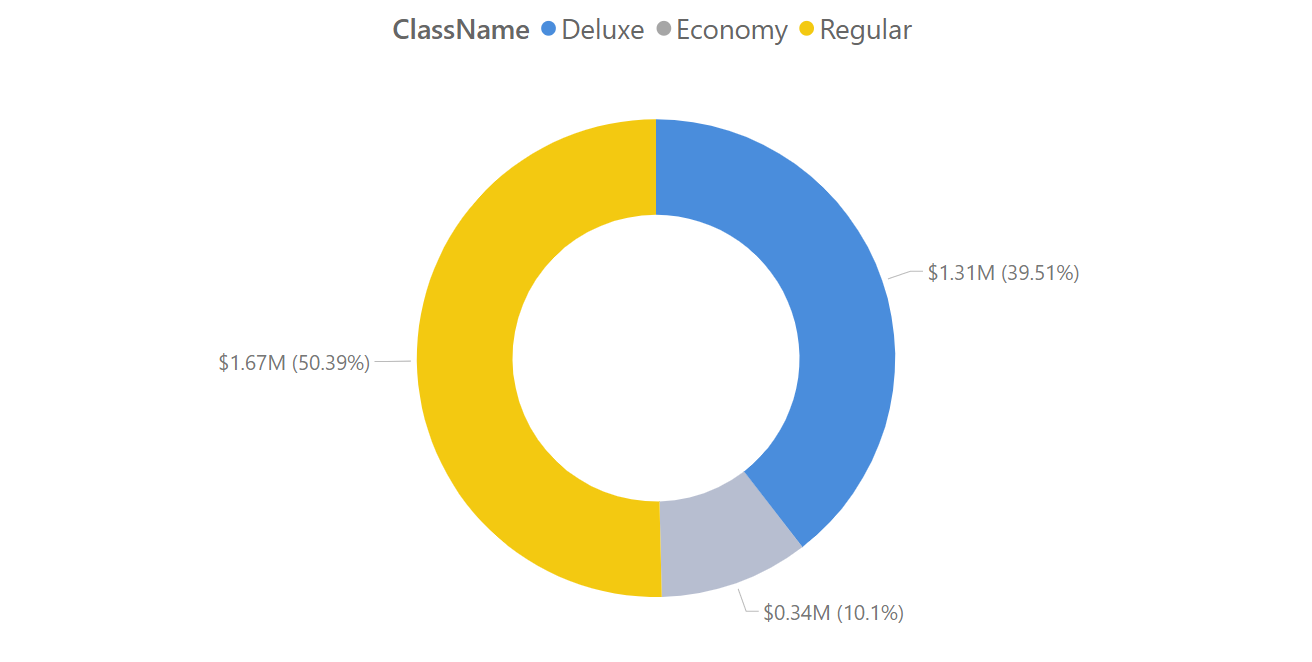 ClassName Deluxe Economy Regular
$1.31M (39.51%)
$1.67M (50.39%)
$0.34M (10.1%)